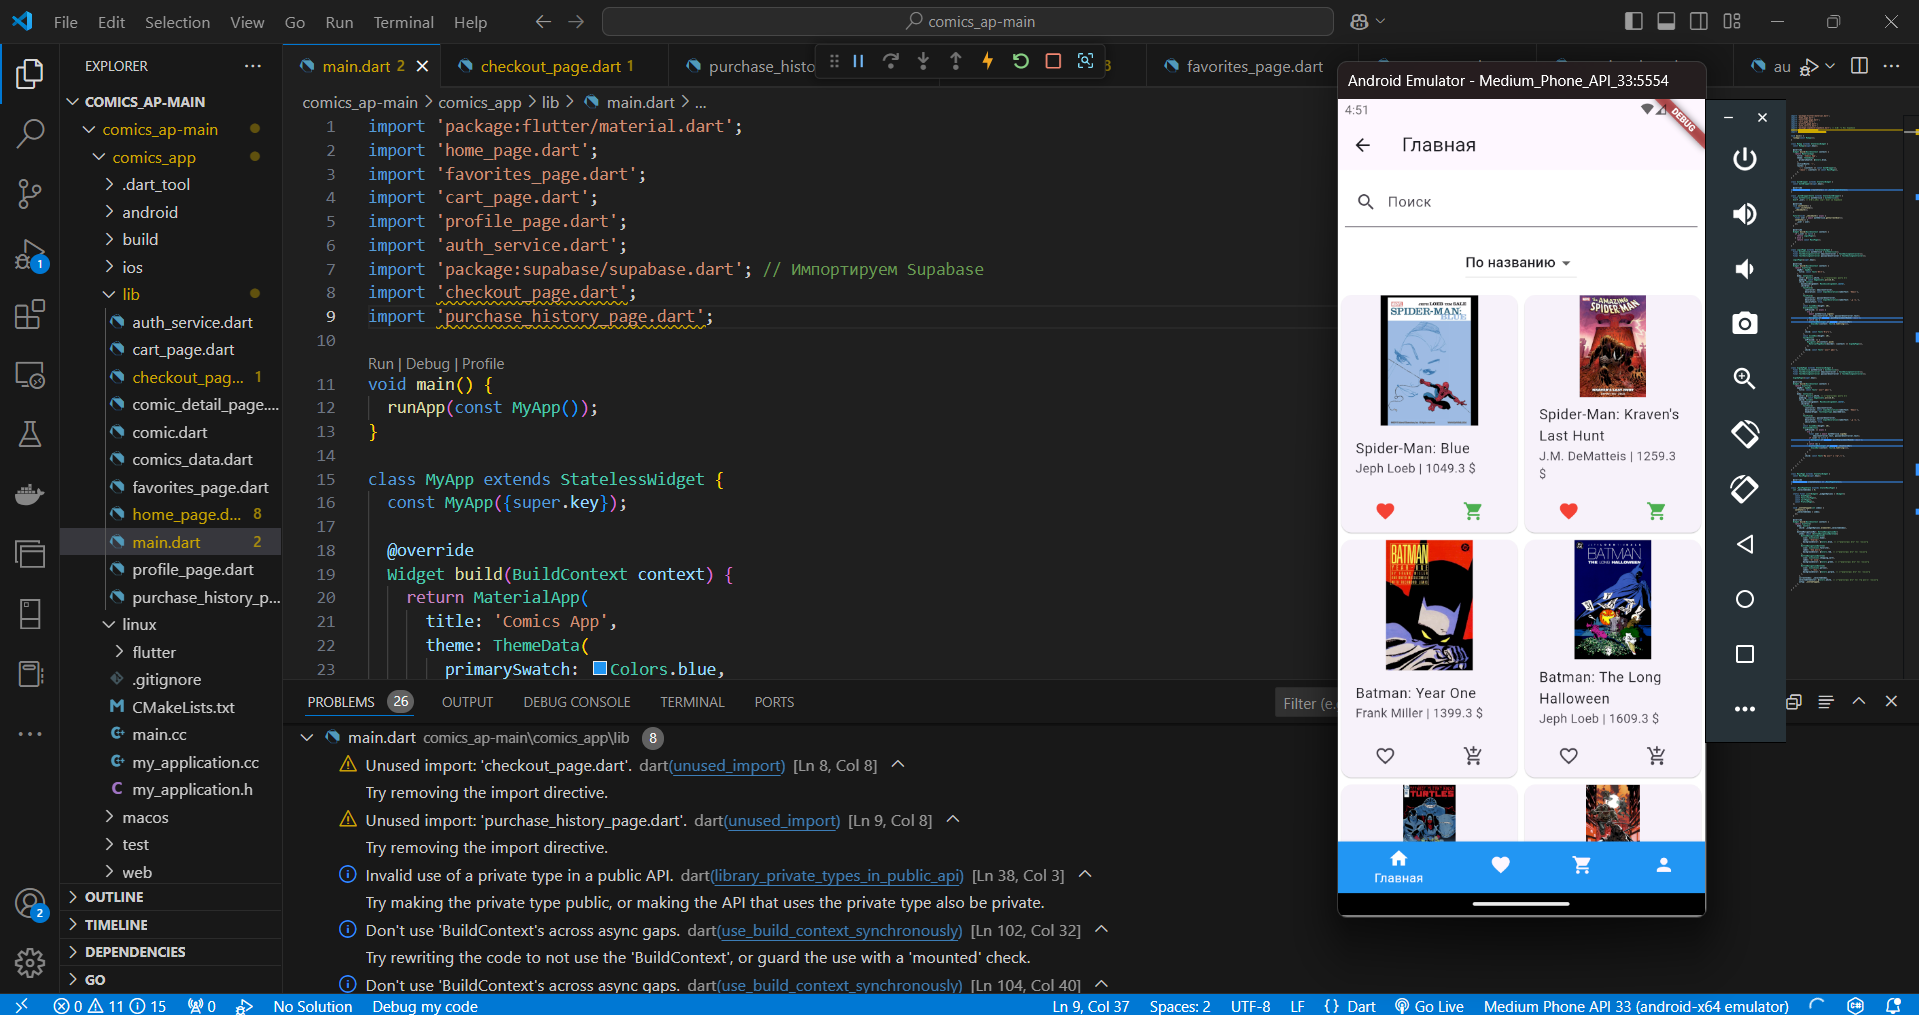 File Edit Selection View Go Run Terminal Help
comics_ap-main
EXPLORER
COMICS_AP-MAIN
comics_ap-main
comics_app
.dart_tool
android
build
ios
lib
auth_service.dart
cart_page.dart
checkout_pag... 1
comic_detail_page....
comic.dart
comics_data.dart
favorites_page.dart
home_page.d... 8
main.dart 2
profile_page.dart
purchase_history_p...
linux
flutter
.gitignore
CMakeLists.txt
main.cc
my_application.cc
my_application.h
macos
test
web
OUTLINE
TIMELINE
DEPENDENCIES
GO
1
2
main.dart 2
checkout_page.dart 1
purchase_histo
3
favorites_page.dart
au
comics_ap-main > comics_app > lib > main.dart > ...
1 import 'package:flutter/material.dart';
2 import 'home_page.dart';
3 import 'favorites_page.dart';
4 import 'cart_page.dart';
5 import 'profile_page.dart';
6 import 'auth_service.dart';
7 import 'package:supabase/supabase.dart'; // Импортируем Supabase
8 import 'checkout_page.dart';
9 import 'purchase_history_page.dart';
10
Run | Debug | Profile
11 void main() {
12 runApp(const MyApp());
13 }
14
15 class MyApp extends StatelessWidget {
16 const MyApp({super.key});
17
18 @override
19 Widget build(BuildContext context) {
20 return MaterialApp(
21 title: 'Comics App',
22 theme: ThemeData(
23 primarySwatch: Colors.blue,
PROBLEMS 26 OUTPUT DEBUG CONSOLE TERMINAL PORTS
Filter (e.
main.dart comics_ap-main\comics_app\lib 8
Unused import: 'checkout_page.dart'. dart(unused_import) [Ln 8, Col 8]
Try removing the import directive.
Unused import: 'purchase_history_page.dart'. dart(unused_import) [Ln 9, Col 8]
Try removing the import directive.
Invalid use of a private type in a public API. dart(library_private_types_in_public_api) [Ln 38, Col 3]
Try making the private type public, or making the API that uses the private type also be private.
Don't use 'BuildContext's across async gaps. dart(use_build_context_synchronously) [Ln 102, Col 32]
Try rewriting the code to not use the 'BuildContext', or guard the use with a 'mounted' check.
Don't use 'BuildContext's across async gaps. dart(use_build_context_synchronously) [Ln 104, Col 40]
Android Emulator - Medium_Phone_API_33:5554
4:51
DEBUG
Главная
Поиск
По названию
SPIDER-MAN:
BLUE
Spider-Man: Blue
Jeph Loeb | 1049.3 $
THE AMAZING
SPIDER-MAN
Spider-Man: Kraven's
Last Hunt
J.M. DeMatteis | 1259.3
$
BATMAN
Batman: Year One
Frank Miller | 1399.3 $
BATMAN
THE LONG HALLOWEEN
Batman: The Long
Halloween
Jeph Loeb | 1609.3 $
TURTLES
Главная
0 11 15 0 No Solution Debug my code
Ln 9, Col 37 Spaces: 2 UTF-8 LF {} Dart Go Live Medium Phone API 33 (android-x64 emulator)